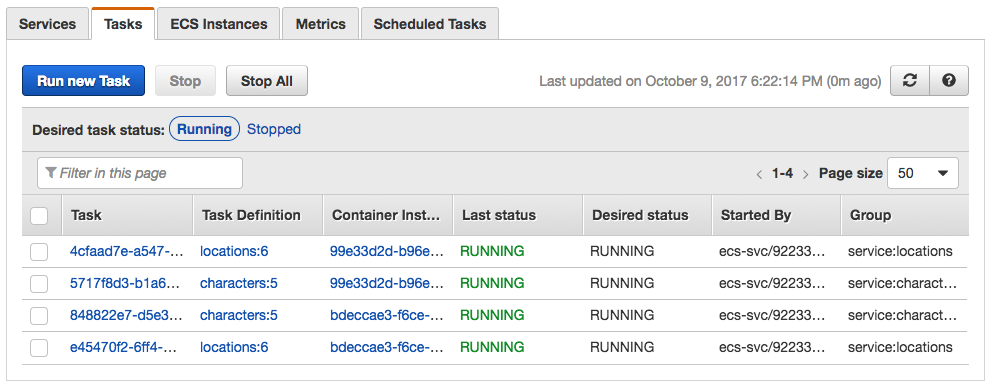 Services Tasks ECS Instances Metrics Scheduled Tasks
Run new Task Stop Stop All Last updated on October 9, 2017 6:22:14 PM (0m ago)
Desired task status: Running Stopped
Filter in this page 1-4 Page size 50
Task Task Definition Container Inst... Last status Desired status Started By Group
4cfaad7e-a547-... locations:6 99e33d2d-b96e... RUNNING RUNNING ecs-svc/92233... service:locations
5717f8d3-b1a6... characters:5 99e33d2d-b96e... RUNNING RUNNING ecs-svc/92233... service:charact...
848822e7-d5e3... characters:5 bdeccae3-f6ce-... RUNNING RUNNING ecs-svc/92233... service:charact...
e45470f2-6ff4-... locations:6 bdeccae3-f6ce-... RUNNING RUNNING ecs-svc/92233... service:locations